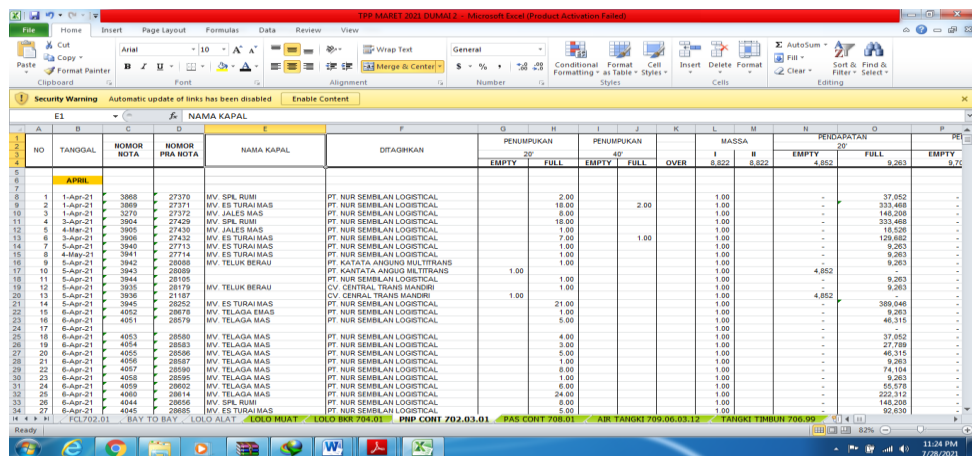 TPP MARET 2021 DUMAI 2 - Microsoft Excel (Product Activation Failed)
File Home Insert Page Layout Formulas Data Review View
Cut
Copy
Format Painter
Paste
Clipboard
Arial 10
Font
Wrap Text
Merge & Center
Alignment
General
Number
Conditional Formatting
Format as Table
Cell Styles
Styles
Insert Delete Format
Cells
AutoSum
Fill
Clear
Sort & Filter
Find & Select
Editing
Security Warning Automatic update of links has been disabled Enable Content
E1 fx NAMA KAPAL
A B C D E F G H I J K L M N O P
NO TANGGAL NOMOR NOTA NOMOR PRA NOTA NAMA KAPAL DITAGIHKAN PENUMPUKAN PENUMPUKAN MASSA PENDAPATAN
20' 40' I II 20'
EMPTY FULL EMPTY FULL OVER 8,822 8,822 EMPTY FULL EMPTY
4,852 9,263 9,70
APRIL
1 1-Apr-21 3868 27370 MV. SPIL RUMI PT. NUR SEMBILAN LOGISTICAL 2.00 1.00 - 37,052
2 1-Apr-21 3869 27371 MV. ES TURAI MAS PT. NUR SEMBILAN LOGISTICAL 18.00 2.00 1.00 - 333,468
3 1-Apr-21 3270 27372 MV. JALES MAS PT. NUR SEMBILAN LOGISTICAL 8.00 1.00 - 148,208
4 3-Apr-21 3904 27429 MV. SPIL RUMI PT. NUR SEMBILAN LOGISTICAL 18.00 1.00 - 333,468
5 4-Mar-21 3905 27430 MV. JALES MAS PT. NUR SEMBILAN LOGISTICAL 1.00 1.00 - 18,526
6 3-Apr-21 3906 27432 MV. ES TURAI MAS PT. NUR SEMBILAN LOGISTICAL 7.00 1.00 1.00 - 129,682
7 5-Apr-21 3940 27713 MV. ES TURAI MAS PT. NUR SEMBILAN LOGISTICAL 1.00 1.00 - 9,263
8 4-May-21 3941 27714 MV. ES TURAI MAS PT. NUR SEMBILAN LOGISTICAL 1.00 1.00 - 9,263
9 5-Apr-21 3942 28088 MV. TELUK BERAU PT. KATATA ANGUNG MULTITRANS 1.00 1.00 - 9,263
10 5-Apr-21 3943 28089 PT. KANTATA ANGUG MILTITRANS 1.00 1.00 4,852 -
11 5-Apr-21 3944 28105 PT. NUR SEMBILAN LOGISTICAL 1.00 1.00 - 9,263
12 5-Apr-21 3935 28179 MV. TELUK BERAU CV. CENTRAL TRANS MANDIRI 1.00 1.00 - 9,263
13 5-Apr-21 3936 21187 CV. CENRAL TRANS MANDIRI 1.00 1.00 4,852 -
14 5-Apr-21 3945 28252 MV. ES TURAI MAS PT. NUR SEMBILAN LOGISTICAL 21.00 1.00 - 389,046
15 6-Apr-21 4052 28678 MV. TELAGA EMAS PT. NUR SEMBILAN LOGISTICAL 1.00 1.00 - 9,263
16 6-Apr-21 4051 28579 MV. TELAGA MAS PT. NUR SEMBILAN LOGISTICAL 5.00 1.00 - 46,315
17 6-Apr-21 1.00 - -
18 6-Apr-21 4053 28580 MV. TELAGA MAS PT. NUR SEMBILAN LOGISTICAL 4.00 1.00 - 37,052
19 6-Apr-21 4054 28583 MV. TELAGA MAS PT. NUR SEMBILAN LOGISTICAL 3.00 1.00 - 27,789
20 6-Apr-21 4055 28586 MV. TELAGA MAS PT. NUR SEMBILAN LOGISTICAL 5.00 1.00 - 46,315
21 6-Apr-21 4056 28587 MV. TELAGA MAS PT. NUR SEMBILAN LOGISTICAL 1.00 1.00 - 9,263
22 6-Apr-21 4057 28590 MV. TELAGA MAS PT. NUR SEMBILAN LOGISTICAL 8.00 1.00 - 74,104
23 6-Apr-21 4058 28595 MV. TELAGA MAS PT. NUR SEMBILAN LOGISTICAL 1.00 1.00 - 9,263
24 6-Apr-21 4059 28602 MV. TELAGA MAS PT. NUR SEMBILAN LOGISTICAL 6.00 1.00 - 55,578
25 6-Apr-21 4060 28614 MV. TELAGA MAS PT. NUR SEMBILAN LOGISTICAL 24.00 1.00 - 222,312
26 6-Apr-21 4044 28656 MV. SPIL RUMI PT. NUR SEMBILAN LOGISTICAL 8.00 1.00 - 148,208
27 6-Apr-21 4045 28685 MV. ES TURAI MAS PT. NUR SEMBILAN LOGISTICAL 5.00 1.00 - 92,630
FCL702.01 BAY TO BAY LOLO ALAT LOLO MUAT LOLO BKR 704.01 PNP CONT 702.03.01 PAS CONT 708.01 AIR TANGKI 709.06.03.12 TANGKI TIMBUN 706.99
Ready 82%
11:24 PM
7/28/2021